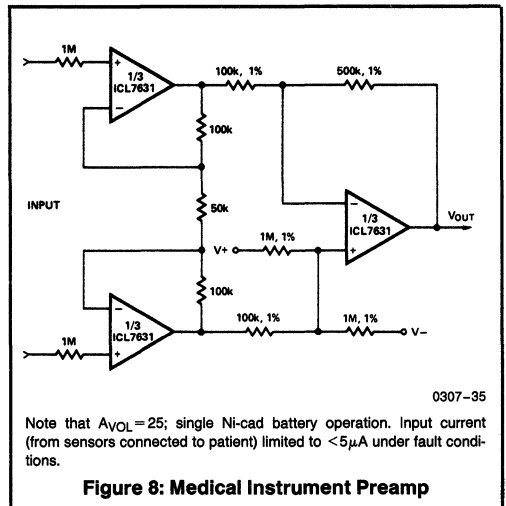 1M
1/3
ICL7631
+
−
100k, 1%
500k, 1%
100k
INPUT
50k
−
+
1/3
ICL7631
VOUT
V+
1M, 1%
100k
−
+
1/3
ICL7631
1M
100k, 1%
1M, 1%
V−
0307–35
Note that AVOL = 25; single Ni-cad battery operation. Input current
(from sensors connected to patient) limited to <5μA under fault condi-
tions.
Figure 8: Medical Instrument Preamp